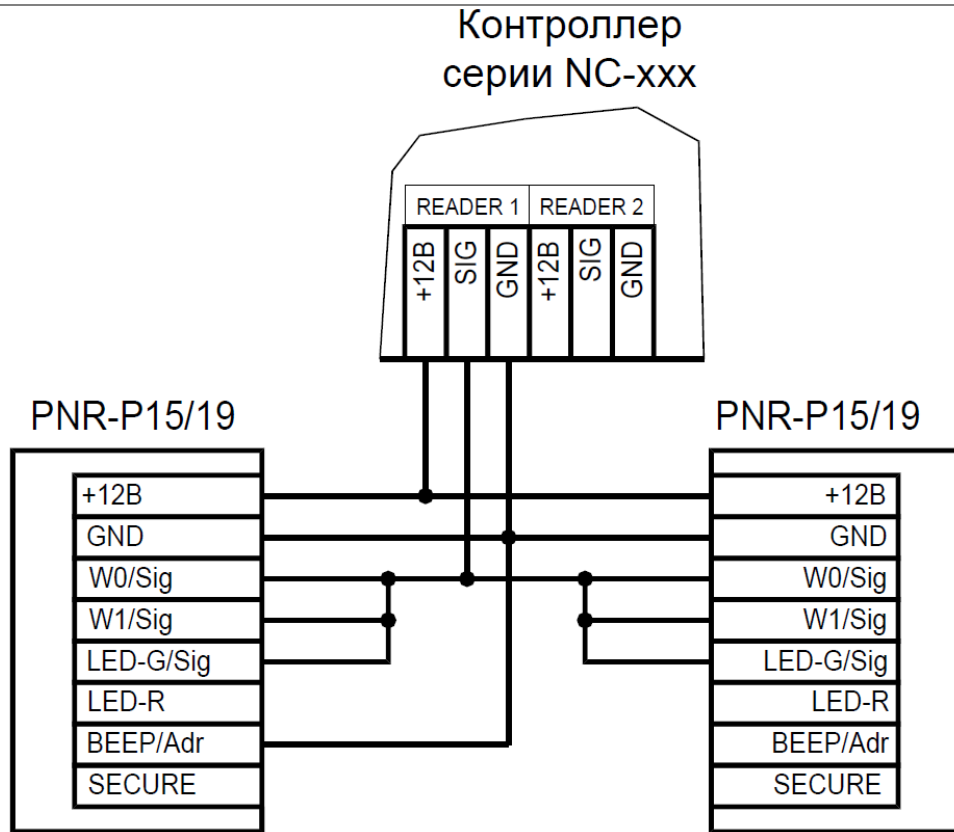 Контроллер
серии NC-xxx
READER 1 READER 2
+12В SIG GND +12В SIG GND
PNR-P15/19
+12В
GND
W0/Sig
W1/Sig
LED-G/Sig
LED-R
BEEP/Adr
SECURE
PNR-P15/19
+12В
GND
W0/Sig
W1/Sig
LED-G/Sig
LED-R
BEEP/Adr
SECURE